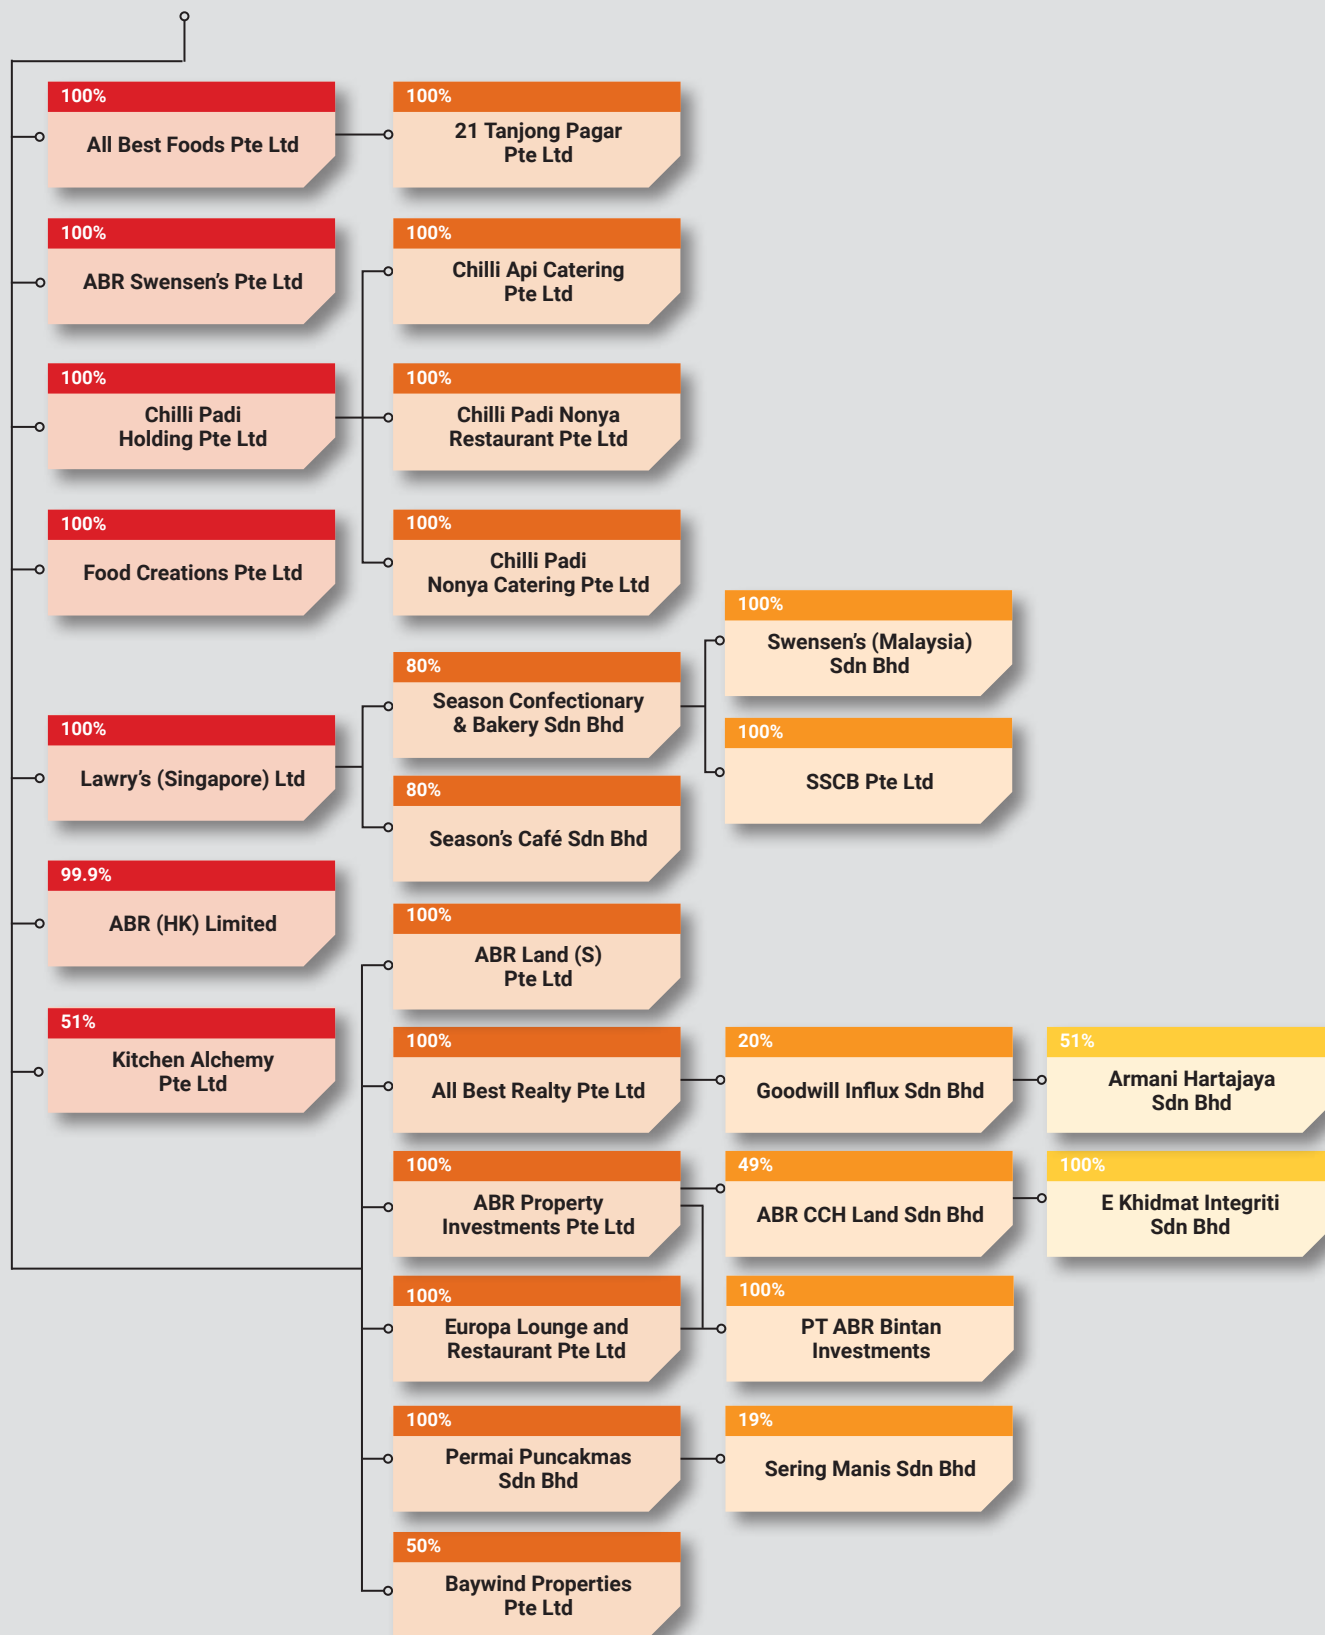 100%
All Best Foods Pte Ltd
100%
21 Tanjong Pagar
Pte Ltd
100%
ABR Swensen’s Pte Ltd
100%
Chilli Api Catering
Pte Ltd
100%
Chilli Padi
Holding Pte Ltd
100%
Chilli Padi Nonya
Restaurant Pte Ltd
100%
Food Creations Pte Ltd
100%
Chilli Padi
Nonya Catering Pte Ltd
100%
Lawry’s (Singapore) Ltd
80%
Season Confectionary
& Bakery Sdn Bhd
100%
Swensen’s (Malaysia)
Sdn Bhd
100%
SSCB Pte Ltd
80%
Season’s Café Sdn Bhd
99.9%
ABR (HK) Limited
51%
Kitchen Alchemy
Pte Ltd
100%
ABR Land (S)
Pte Ltd
100%
All Best Realty Pte Ltd
20%
Goodwill Influx Sdn Bhd
51%
Armani Hartajaya
Sdn Bhd
100%
ABR Property
Investments Pte Ltd
49%
ABR CCH Land Sdn Bhd
100%
E Khidmat Integriti
Sdn Bhd
100%
Europa Lounge and
Restaurant Pte Ltd
100%
PT ABR Bintan
Investments
100%
Permai Puncakmas
Sdn Bhd
19%
Sering Manis Sdn Bhd
50%
Baywind Properties
Pte Ltd